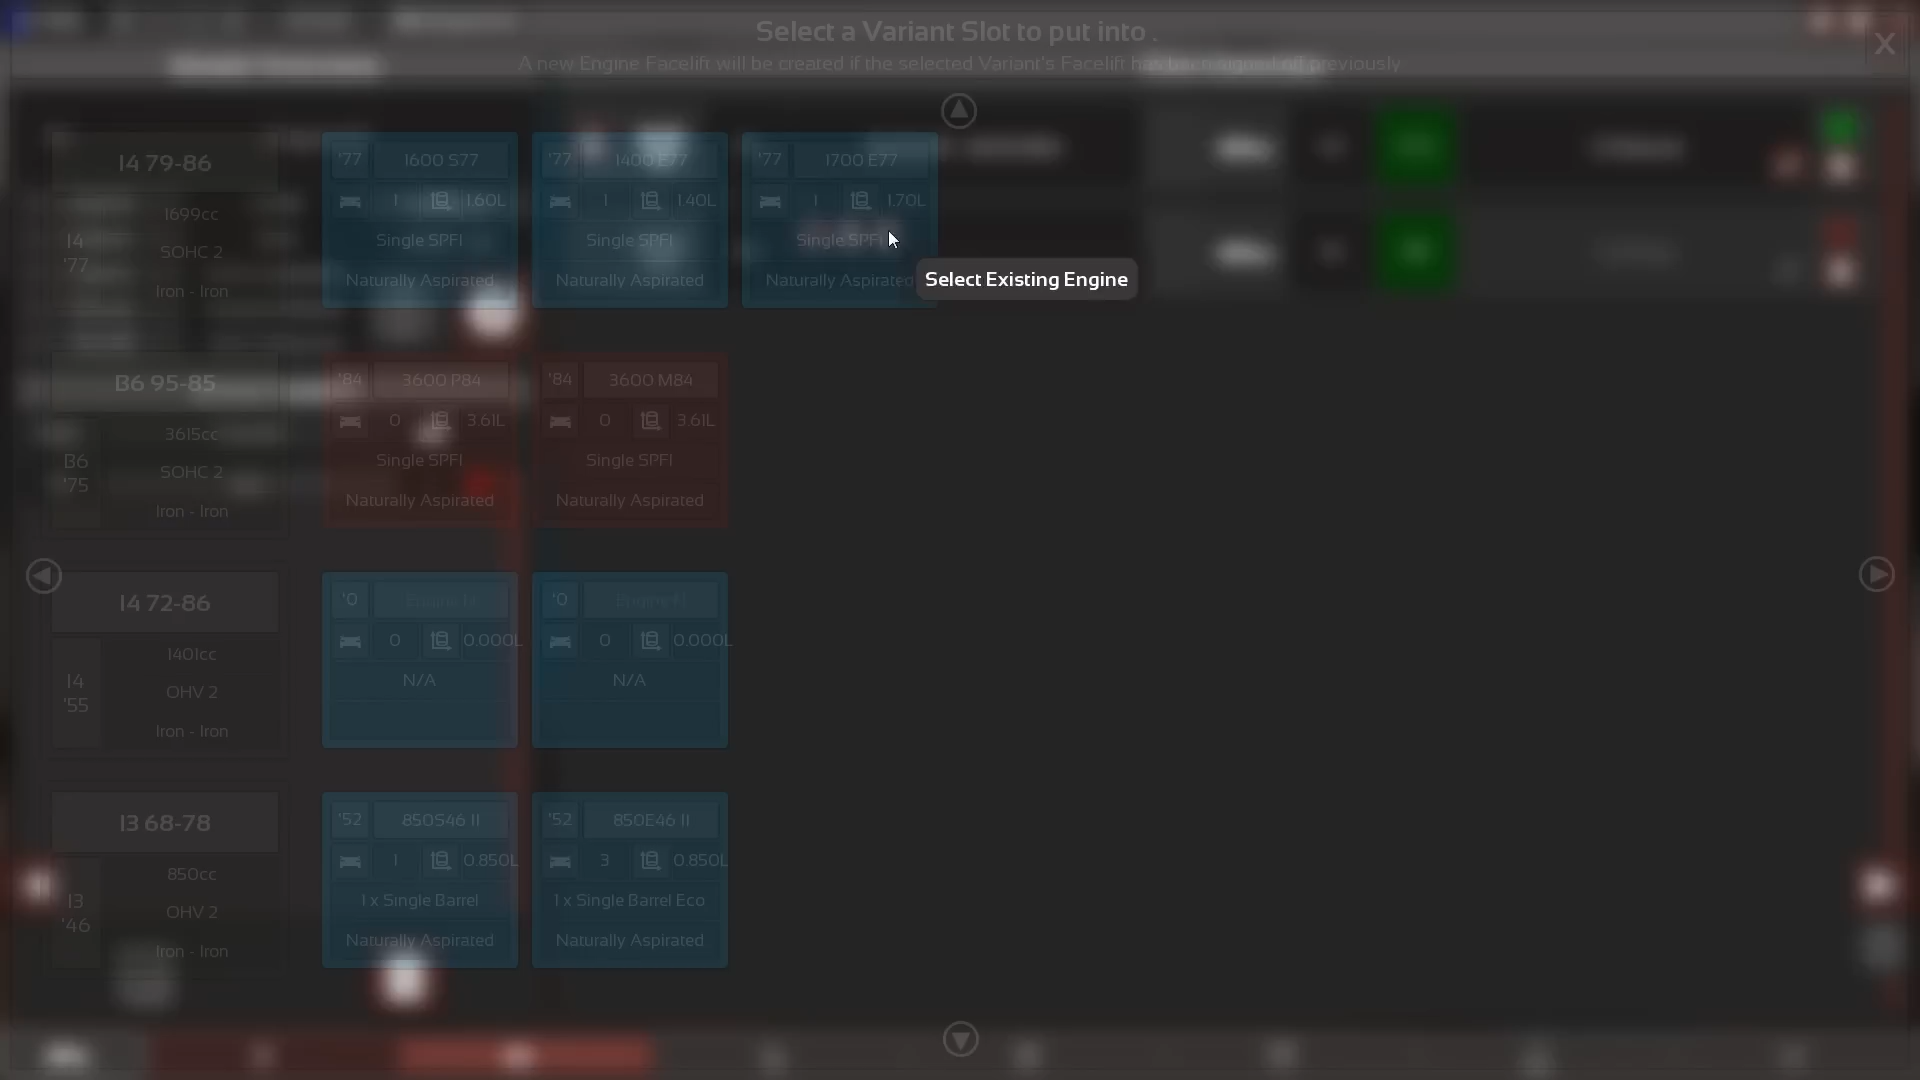 Select a Variant Slot to put into .
A new Engine Facelift will be created if the selected Variant's Facelift has been signed off previously
X
I4 79-86
'77 1600 S77
'77 1400 E77
'77 1700 E77
I4
'77
1699cc
SOHC 2
Iron - Iron
1 1.60L
1 1.40L
1 1.70L
Single SPFI
Single SPFI
Single SPFI
Naturally Aspirated
Naturally Aspirated
Naturally Aspirated
Select Existing Engine
B6 95-85
'84 3600 P84
'84 3600 M84
B6
'75
3615cc
SOHC 2
Iron - Iron
0 3.61L
0 3.61L
Single SPFI
Single SPFI
Naturally Aspirated
Naturally Aspirated
I4 72-86
'0
'0
I4
'55
1401cc
OHV 2
Iron - Iron
0 0.000L
0 0.000L
N/A
N/A
I3 68-78
'52 850S46 II
'52 850E46 II
I3
'46
850cc
OHV 2
Iron - Iron
1 0.850L
3 0.850L
1 x Single Barrel
1 x Single Barrel Eco
Naturally Aspirated
Naturally Aspirated